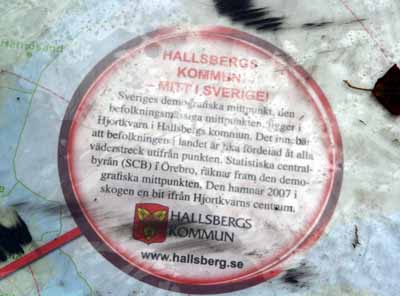 Härnösand
HALLSBERGS
KOMMUN
– MITT I SVERIGE!
Sveriges demografiska mittpunkt, den
befolkningsmässiga mittpunkten, ligger i
Hjortkvarn i Hallsbergs kommun. Det innebär
att befolkningen i landet är lika fördelad åt alla
väderstreck utifrån punkten. Statistiska central-
byrån (SCB) i Örebro, räknar fram den demo-
grafiska mittpunkten. Den hamnar 2007 i
skogen en bit ifrån Hjortkvarns centrum.
HALLSBERGS
KOMMUN
www.hallsberg.se